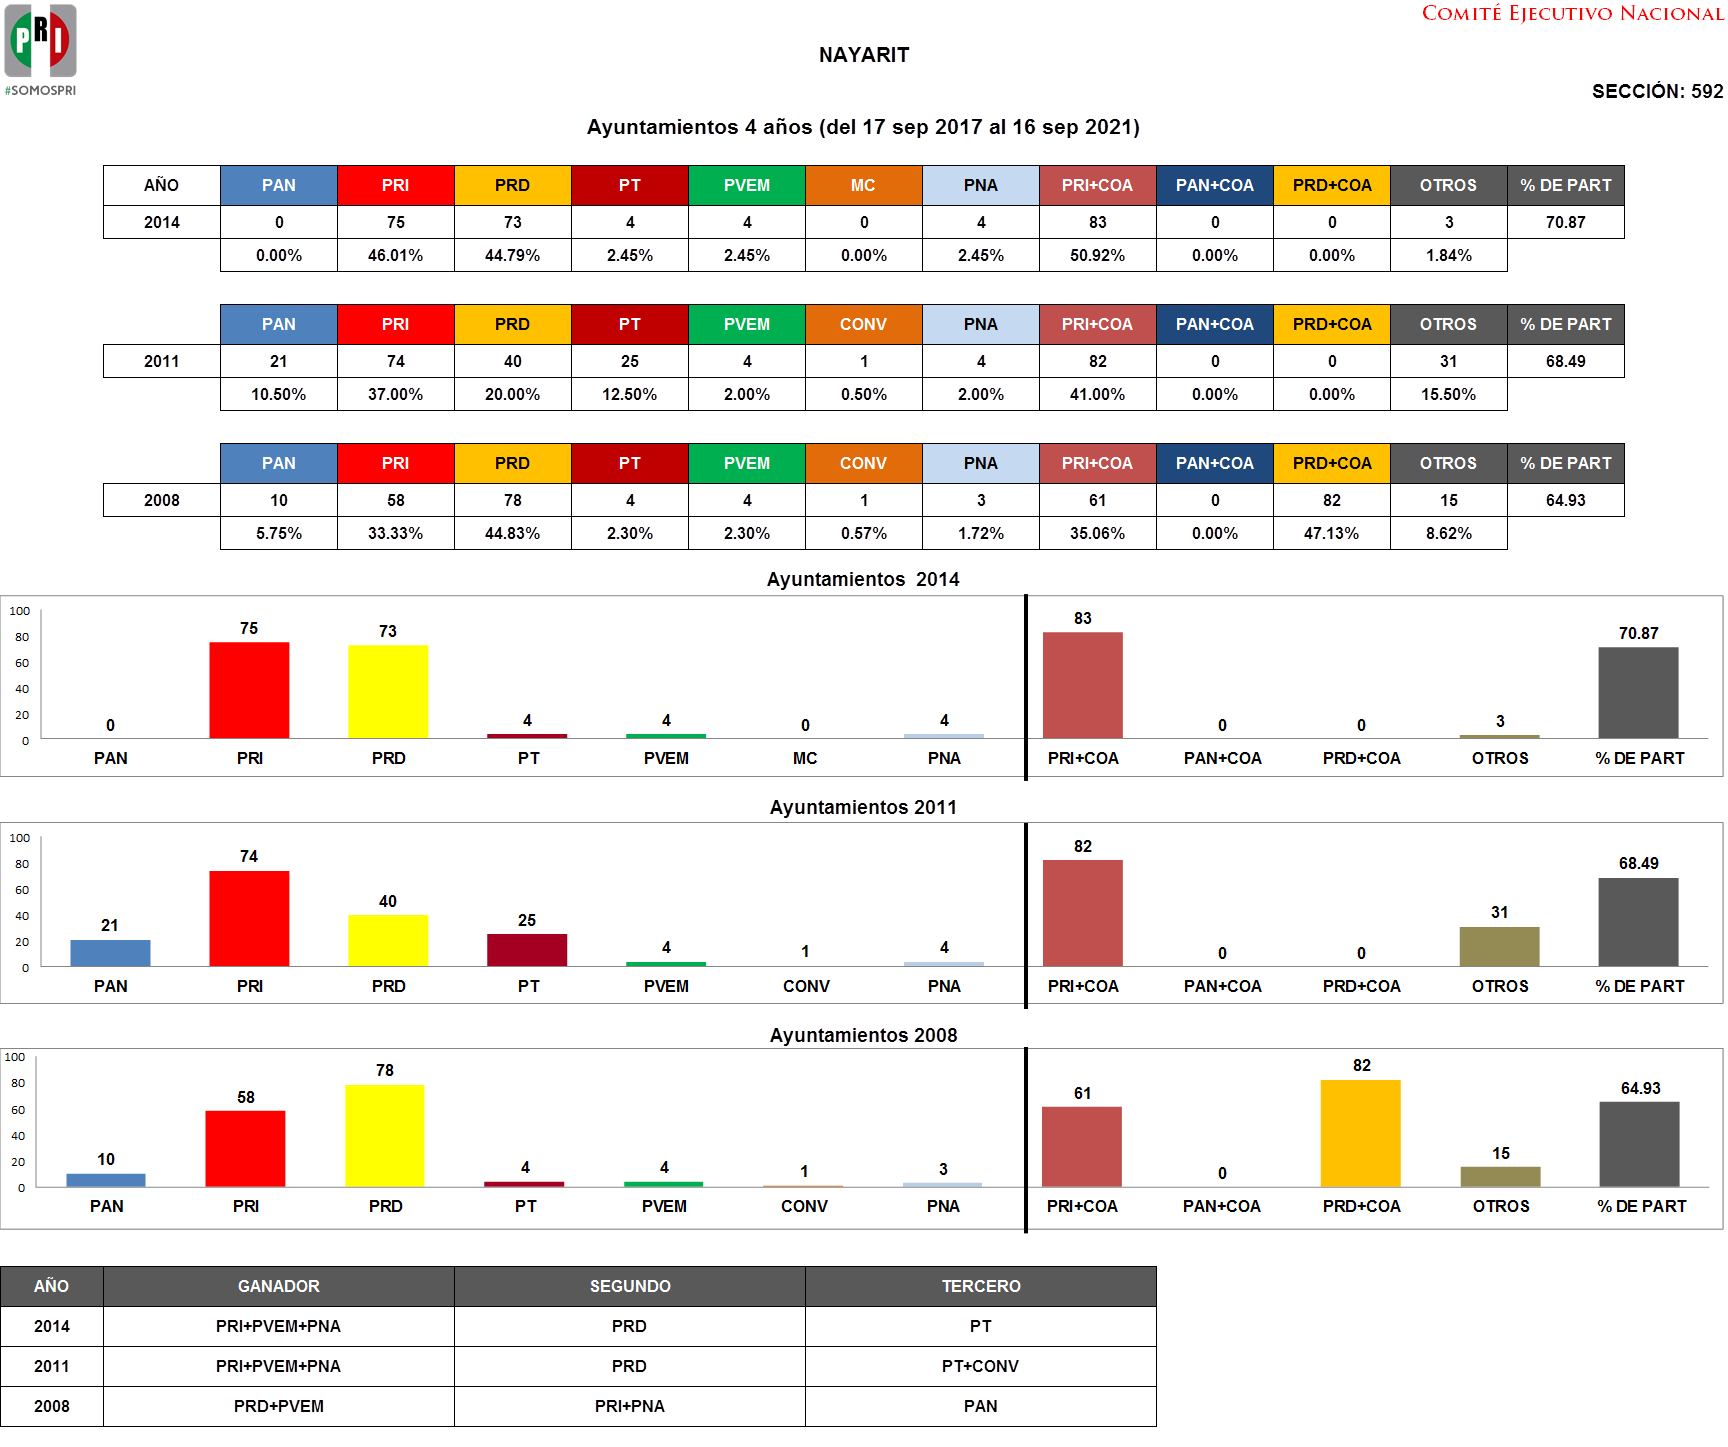 COMITÉ EJECUTIVO NACIONAL
PRI
#SOMOSPRI
NAYARIT
SECCIÓN: 592
Ayuntamientos 4 años (del 17 sep 2017 al 16 sep 2021)
AÑO PAN PRI PRD PT PVEM MC PNA PRI+COA PAN+COA PRD+COA OTROS % DE PART
2014 0 75 73 4 4 0 4 83 0 0 3 70.87
0.00% 46.01% 44.79% 2.45% 2.45% 0.00% 2.45% 50.92% 0.00% 0.00% 1.84%
PAN PRI PRD PT PVEM CONV PNA PRI+COA PAN+COA PRD+COA OTROS % DE PART
2011 21 74 40 25 4 1 4 82 0 0 31 68.49
10.50% 37.00% 20.00% 12.50% 2.00% 0.50% 2.00% 41.00% 0.00% 0.00% 15.50%
PAN PRI PRD PT PVEM CONV PNA PRI+COA PAN+COA PRD+COA OTROS % DE PART
2008 10 58 78 4 4 1 3 61 0 82 15 64.93
5.75% 33.33% 44.83% 2.30% 2.30% 0.57% 1.72% 35.06% 0.00% 47.13% 8.62%
Ayuntamientos 2014
100
80
60
40
20
0
0 75 73 4 4 0 4 83 0 0 3 70.87
PAN PRI PRD PT PVEM MC PNA PRI+COA PAN+COA PRD+COA OTROS % DE PART
Ayuntamientos 2011
100
80
60
40
20
0
21 74 40 25 4 1 4 82 0 0 31 68.49
PAN PRI PRD PT PVEM CONV PNA PRI+COA PAN+COA PRD+COA OTROS % DE PART
Ayuntamientos 2008
100
80
60
40
20
0
10 58 78 4 4 1 3 61 0 82 15 64.93
PAN PRI PRD PT PVEM CONV PNA PRI+COA PAN+COA PRD+COA OTROS % DE PART
AÑO GANADOR SEGUNDO TERCERO
2014 PRI+PVEM+PNA PRD PT
2011 PRI+PVEM+PNA PRD PT+CONV
2008 PRD+PVEM PRI+PNA PAN